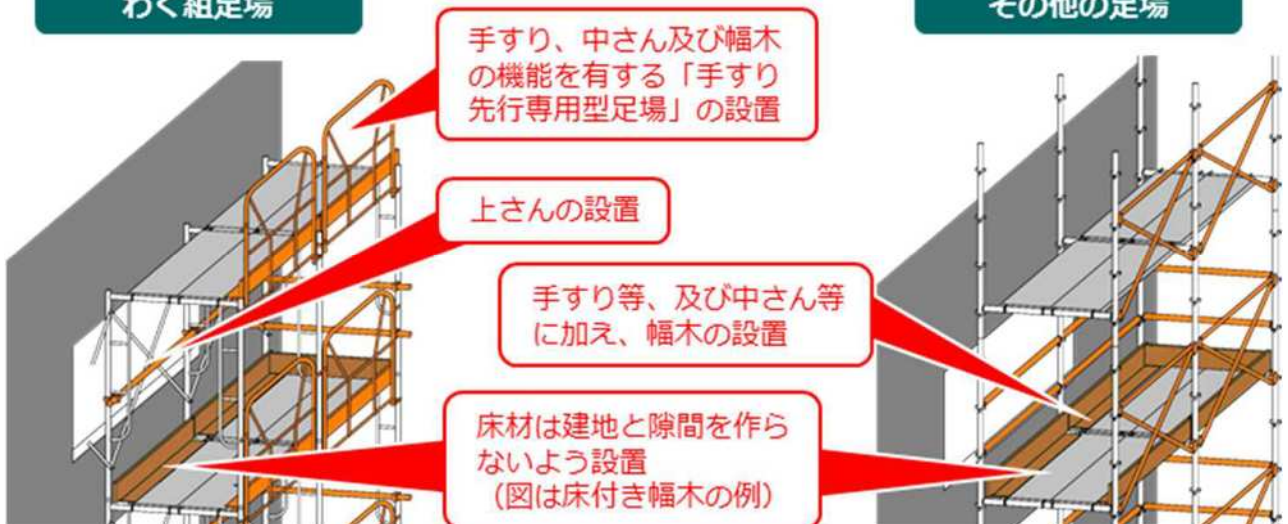 わく組足場
その他の足場
手すり、中さん及び幅木
の機能を有する「手すり
先行専用型足場」の設置
上さんの設置
手すり等、及び中さん等
に加え、幅木の設置
床材は建地と隙間を作ら
ないよう設置
（図は床付き幅木の例）